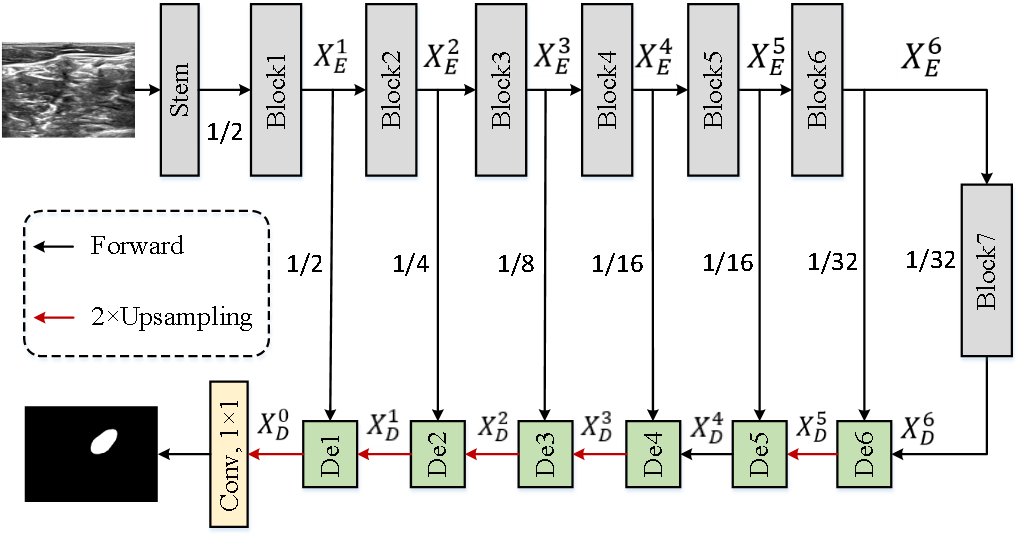 Stem
1/2
Block1
X_E^1
Block2
X_E^2
Block3
X_E^3
Block4
X_E^4
Block5
X_E^5
Block6
X_E^6
Forward
2×Upsampling
1/2
1/4
1/8
1/16
1/16
1/32
1/32
Block7
Conv, 1×1
X_D^0
De1
X_D^1
De2
X_D^2
De3
X_D^3
De4
X_D^4
De5
X_D^5
De6
X_D^6